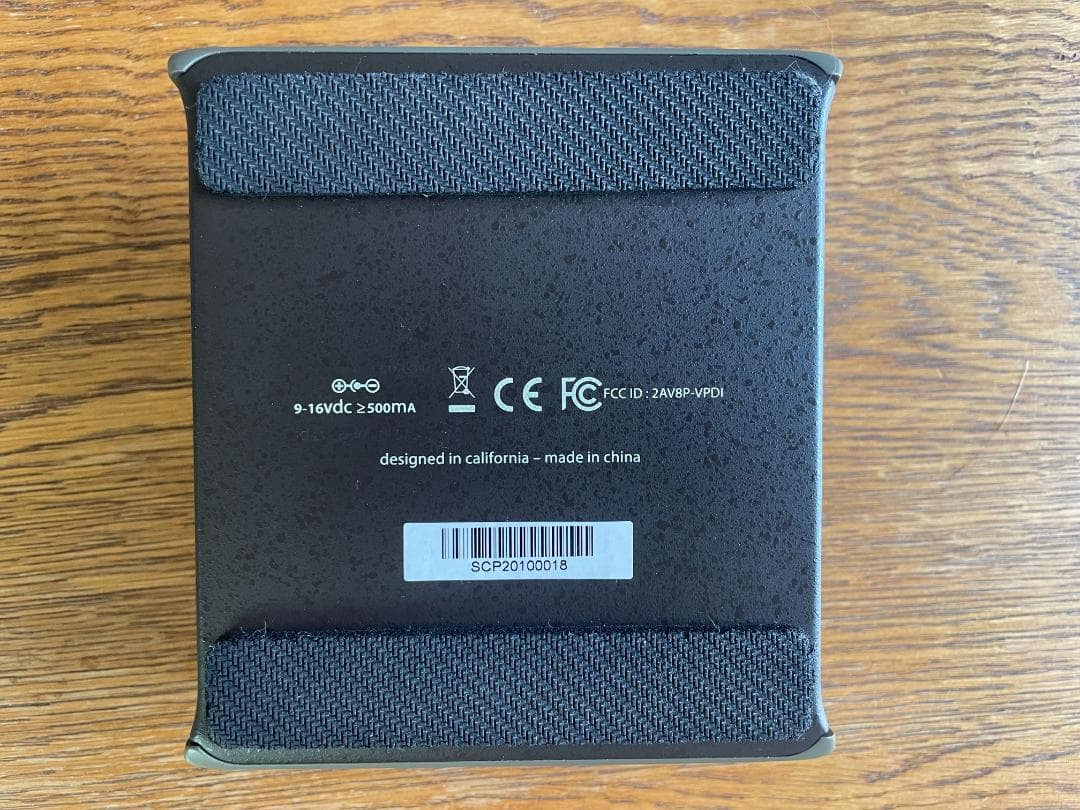 9-16Vdc ≥500mA CE FC FCC ID : 2AV8P-VPDI
designed in california – made in china
SCP20100018